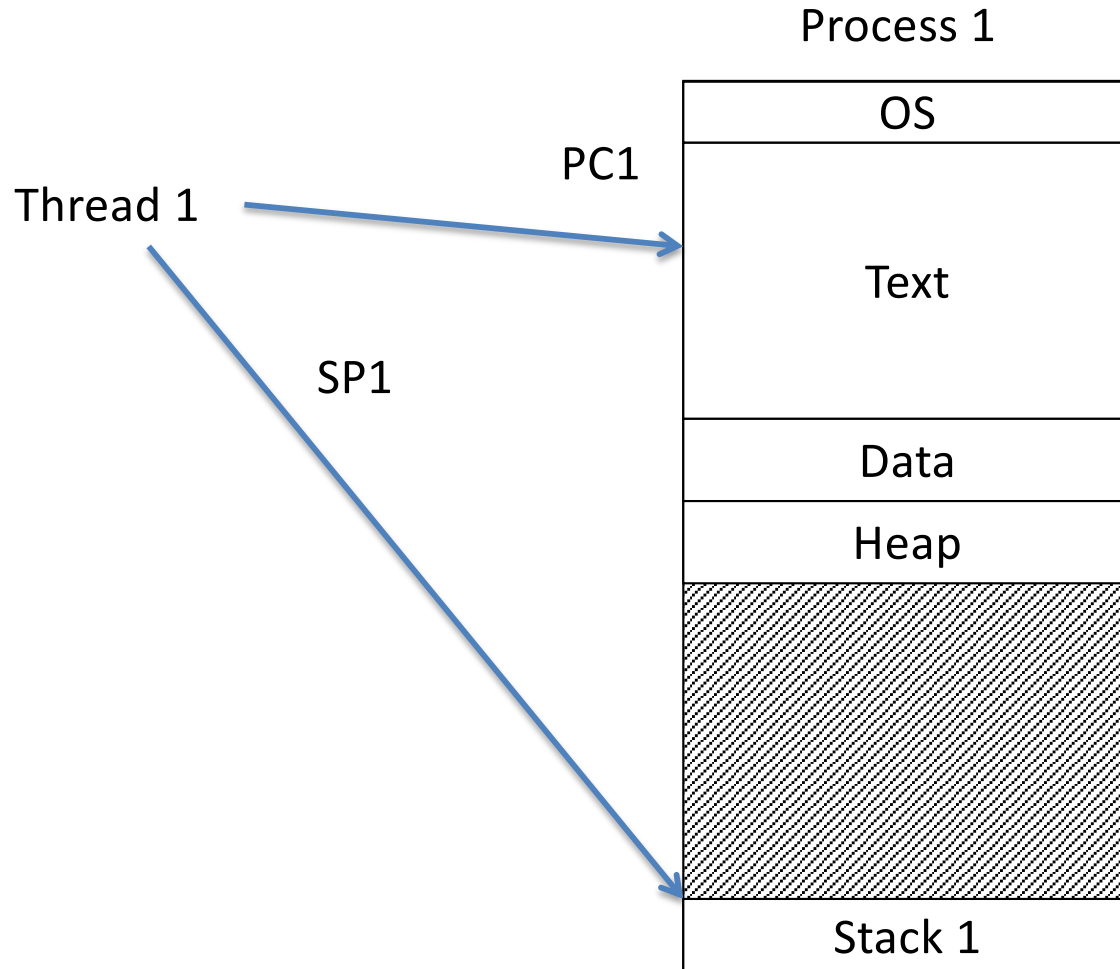 Process 1
OS
PC1
Thread 1
Text
SP1
Data
Heap
Stack 1